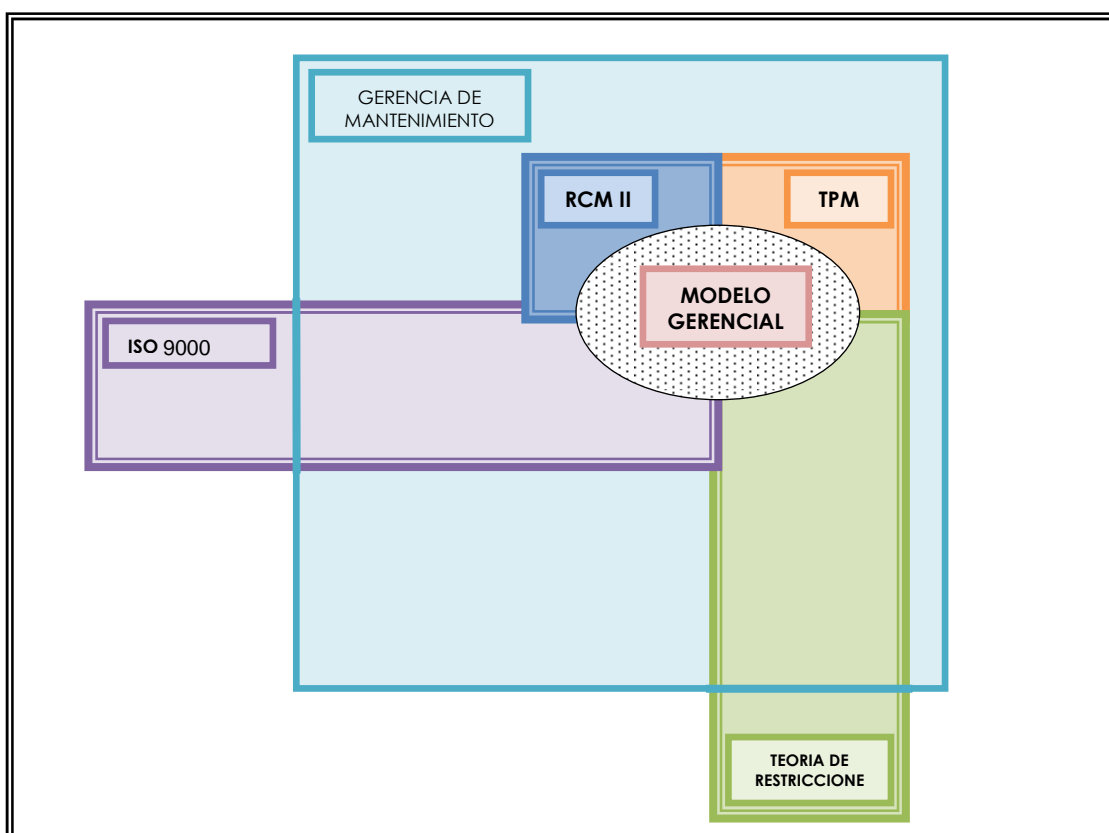 GERENCIA DE
MANTENIMIENTO
RCM II
TPM
MODELO
GERENCIAL
ISO 9000
TEORIA DE
RESTRICCIONE